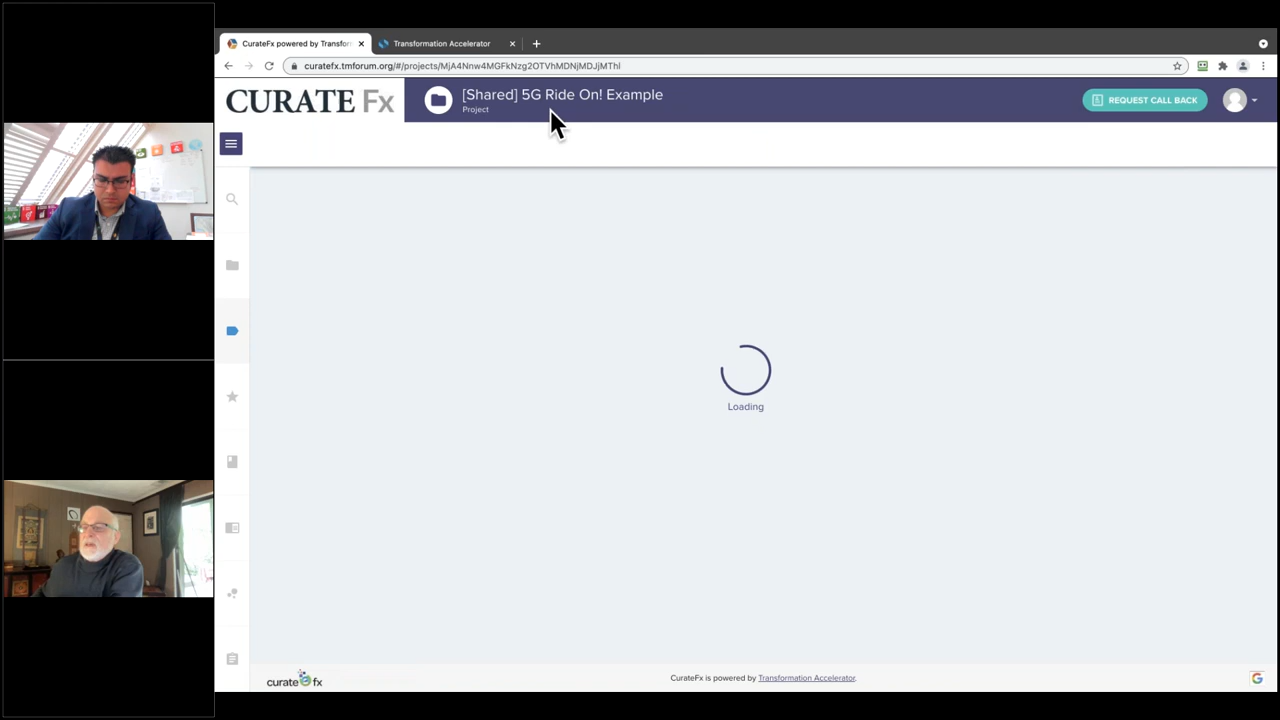 CurateFx powered by Transfor
Transformation Accelerator
curatefx.tmforum.org/#/projects/MjA4Nnw4MGFkNzg2OTVhMDNjMDJjMThl
CURATE Fx
[Shared] 5G Ride On! Example
Project
REQUEST CALL BACK
Loading
curate fx
CurateFx is powered by Transformation Accelerator.